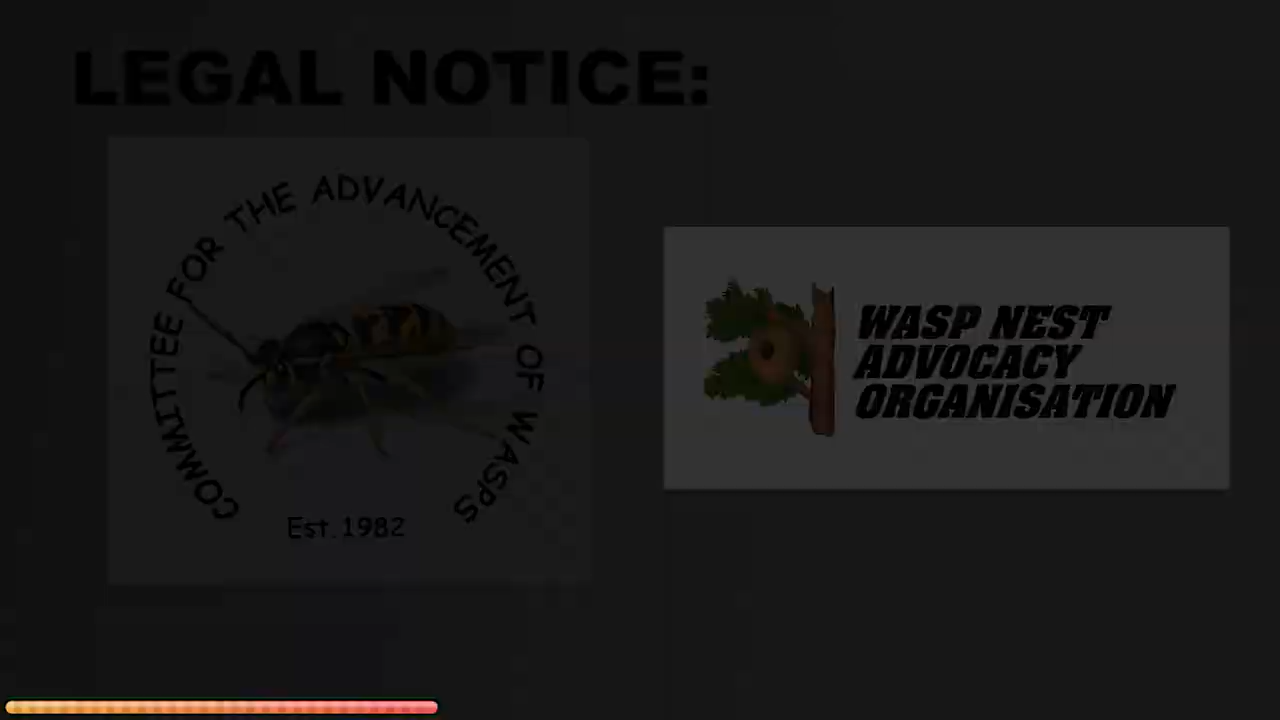 LEGAL NOTICE:
COMMITTEE FOR THE ADVANCEMENT OF WASPS
Est. 1982
WASP NEST
ADVOCACY
ORGANISATION